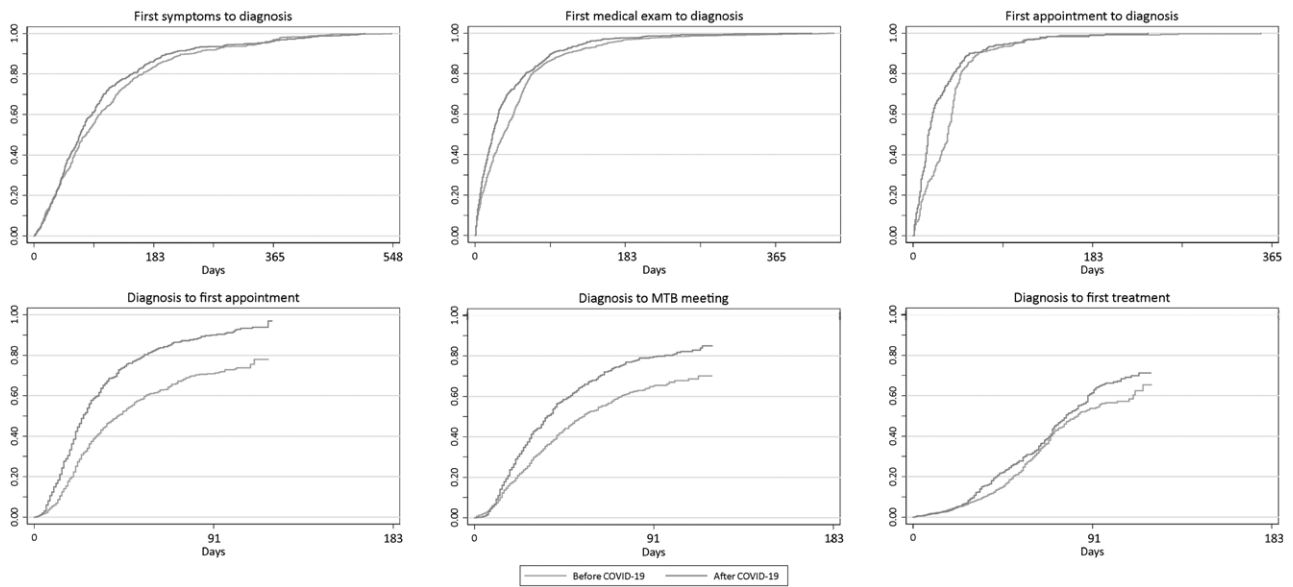 First symptoms to diagnosis
1.00
0.80
0.60
0.40
0.20
0.00
0 183 365 548
Days
First medical exam to diagnosis
1.00
0.80
0.60
0.40
0.20
0.00
0 183 365
Days
First appointment to diagnosis
1.00
0.80
0.60
0.40
0.20
0.00
0 183 365
Days
Diagnosis to first appointment
1.00
0.80
0.60
0.40
0.20
0.00
0 91 183
Days
Diagnosis to MTB meeting
1.00
0.80
0.60
0.40
0.20
0.00
0 91 183
Days
Diagnosis to first treatment
1.00
0.80
0.60
0.40
0.20
0.00
0 91 183
Days
Before COVID-19 After COVID-19